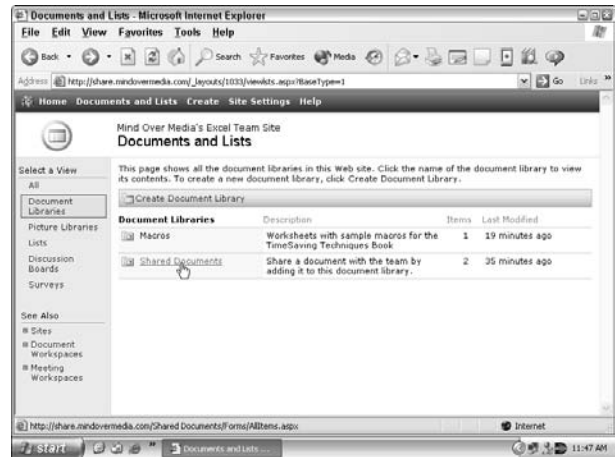 Documents and Lists - Microsoft Internet Explorer
File Edit View Favorites Tools Help
Back Search Favorites Media
Address http://share.mindovermedia.com/_layouts/1033/viewlsts.aspx?BaseType=1 Go Links »
Home Documents and Lists Create Site Settings Help
Mind Over Media's Excel Team Site
Documents and Lists
Select a View
All
Document
Libraries
Picture Libraries
Lists
Discussion
Boards
Surveys
See Also
Sites
Document
Workspaces
Meeting
Workspaces
This page shows all the document libraries in this Web site. Click the name of the document library to view
its contents. To create a new document library, click Create Document Library.
Create Document Library
Document Libraries Description Items Last Modified
Macros Worksheets with sample macros for the 1 19 minutes ago
TimeSaving Techniques Book
Shared Documents Share a document with the team by 2 35 minutes ago
adding it to this document library.
http://share.mindovermedia.com/Shared Documents/Forms/AllItems.aspx Internet
start Documents and Lists ... 11:47 AM